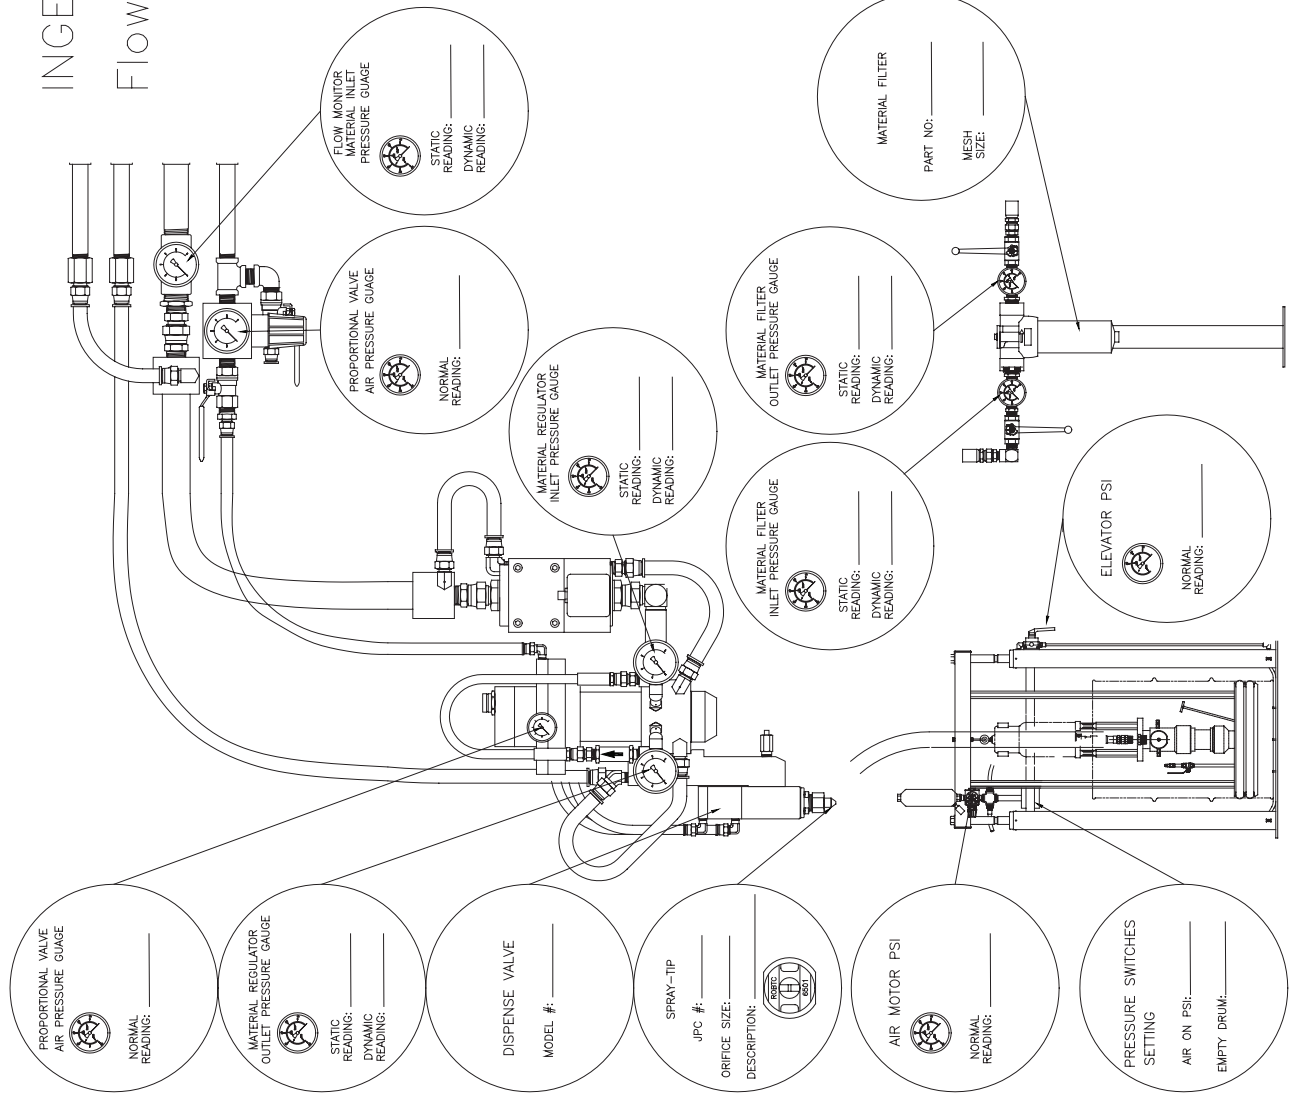 INGE
Flow
FLOW MONITOR
MATERIAL INLET
PRESSURE GUAGE
STATIC
READING:
DYNAMIC
READING:
PROPORTIONAL VALVE
AIR PRESSURE GUAGE
NORMAL
READING:
MATERIAL REGULATOR
INLET PRESSURE GAUGE
STATIC
READING:
DYNAMIC
READING:
MATERIAL FILTER
PART NO:
MESH
SIZE:
MATERIAL FILTER
OUTLET PRESSURE GAUGE
STATIC
READING:
DYNAMIC
READING:
MATERIAL FILTER
INLET PRESSURE GAUGE
STATIC
READING:
DYNAMIC
READING:
ELEVATOR PSI
NORMAL
READING:
PROPORTIONAL VALVE
AIR PRESSURE GUAGE
NORMAL
READING:
MATERIAL REGULATOR
OUTLET PRESSURE GAUGE
STATIC
READING:
DYNAMIC
READING:
DISPENSE VALVE
MODEL #:
SPRAY-TIP
JPC #:
ORIFICE SIZE:
DESCRIPTION:
ROBTC
6501
AIR MOTOR PSI
NORMAL
READING:
PRESSURE SWITCHES
SETTING
AIR ON PSI:
EMPTY DRUM: